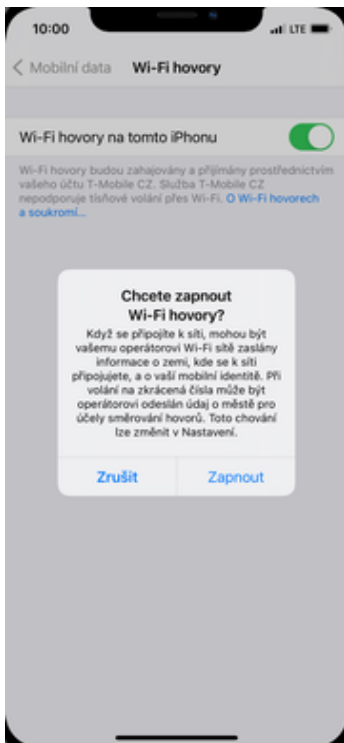 10:00
LTE
Mobilní data Wi-Fi hovory
Wi-Fi hovory na tomto iPhonu
Wi-Fi hovory budou zahajovány a přijímány prostřednictvím
vašeho účtu T-Mobile CZ. Služba T-Mobile CZ
nepodporuje tísňové volání přes Wi-Fi. O Wi-Fi hovorech
a soukromí...
Chcete zapnout
Wi-Fi hovory?
Když se připojíte k síti, mohou být
vašemu operátorovi Wi-Fi sítě zaslány
informace o zemi, kde se k síti
připojujete, a o vaší mobilní identitě. Při
volání na zkrácená čísla může být
operátorovi odeslán údaj o městě pro
účely směrování hovorů. Toto chování
lze změnit v Nastavení.
Zrušit Zapnout